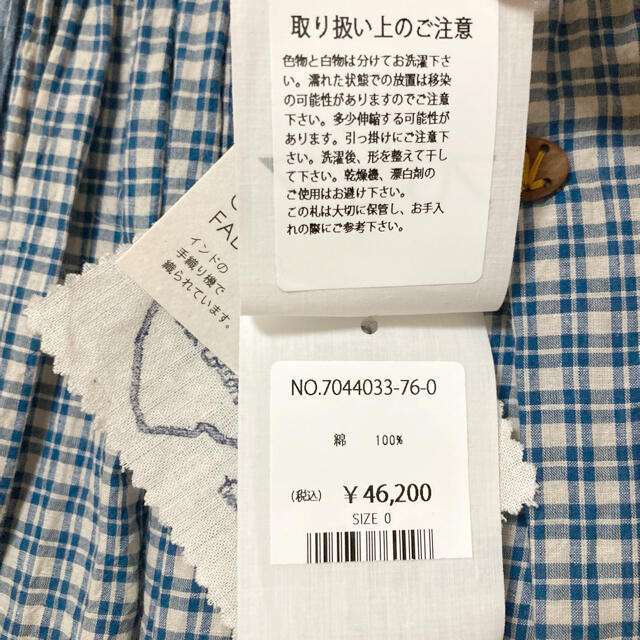 取り扱い上のご注意
色物と白物は分けてお洗濯下さ
い。濡れた状態での放置は移染
の可能性がありますのでご注意
下さい。多少伸縮する可能性が
あります。引っ掛けにご注意下
さい。洗濯後、形を整えて干し
て下さい。乾燥機、漂白剤の
ご使用はお避け下さい。
この札は大切に保管し、お手入
れの際にご参考下さい。
インドの
手織り機で
織られています。
NO.7044033-76-0
綿 100%
(税込) ¥46,200
SIZE 0